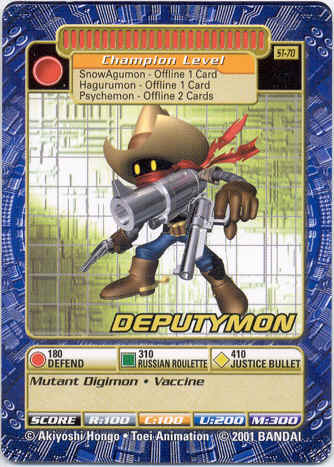 Champion Level
ST-70
SnowAgumon - Offline 1 Card
Hagurumon - Offline 1 Card
Psychemon - Offline 2 Cards
DEPUTYMON
180 DEFEND
310 RUSSIAN ROULETTE
410 JUSTICE BULLET
Mutant Digimon • Vaccine
SCORE R:100 C:100 U:200 M:300
© Akiyoshi Hongo • Toei Animation © 2001 BANDAI